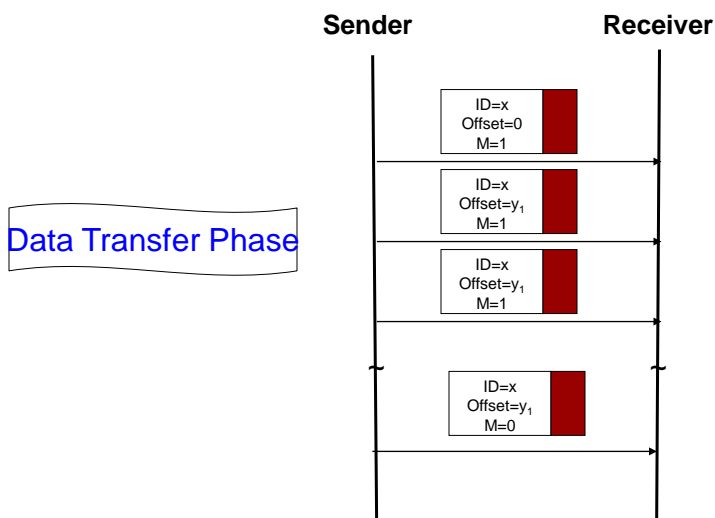 Sender
Receiver
ID=x
Offset=0
M=1
ID=x
Offset=y₁
M=1
Data Transfer Phase
ID=x
Offset=y₁
M=1
~
~
ID=x
Offset=y₁
M=0